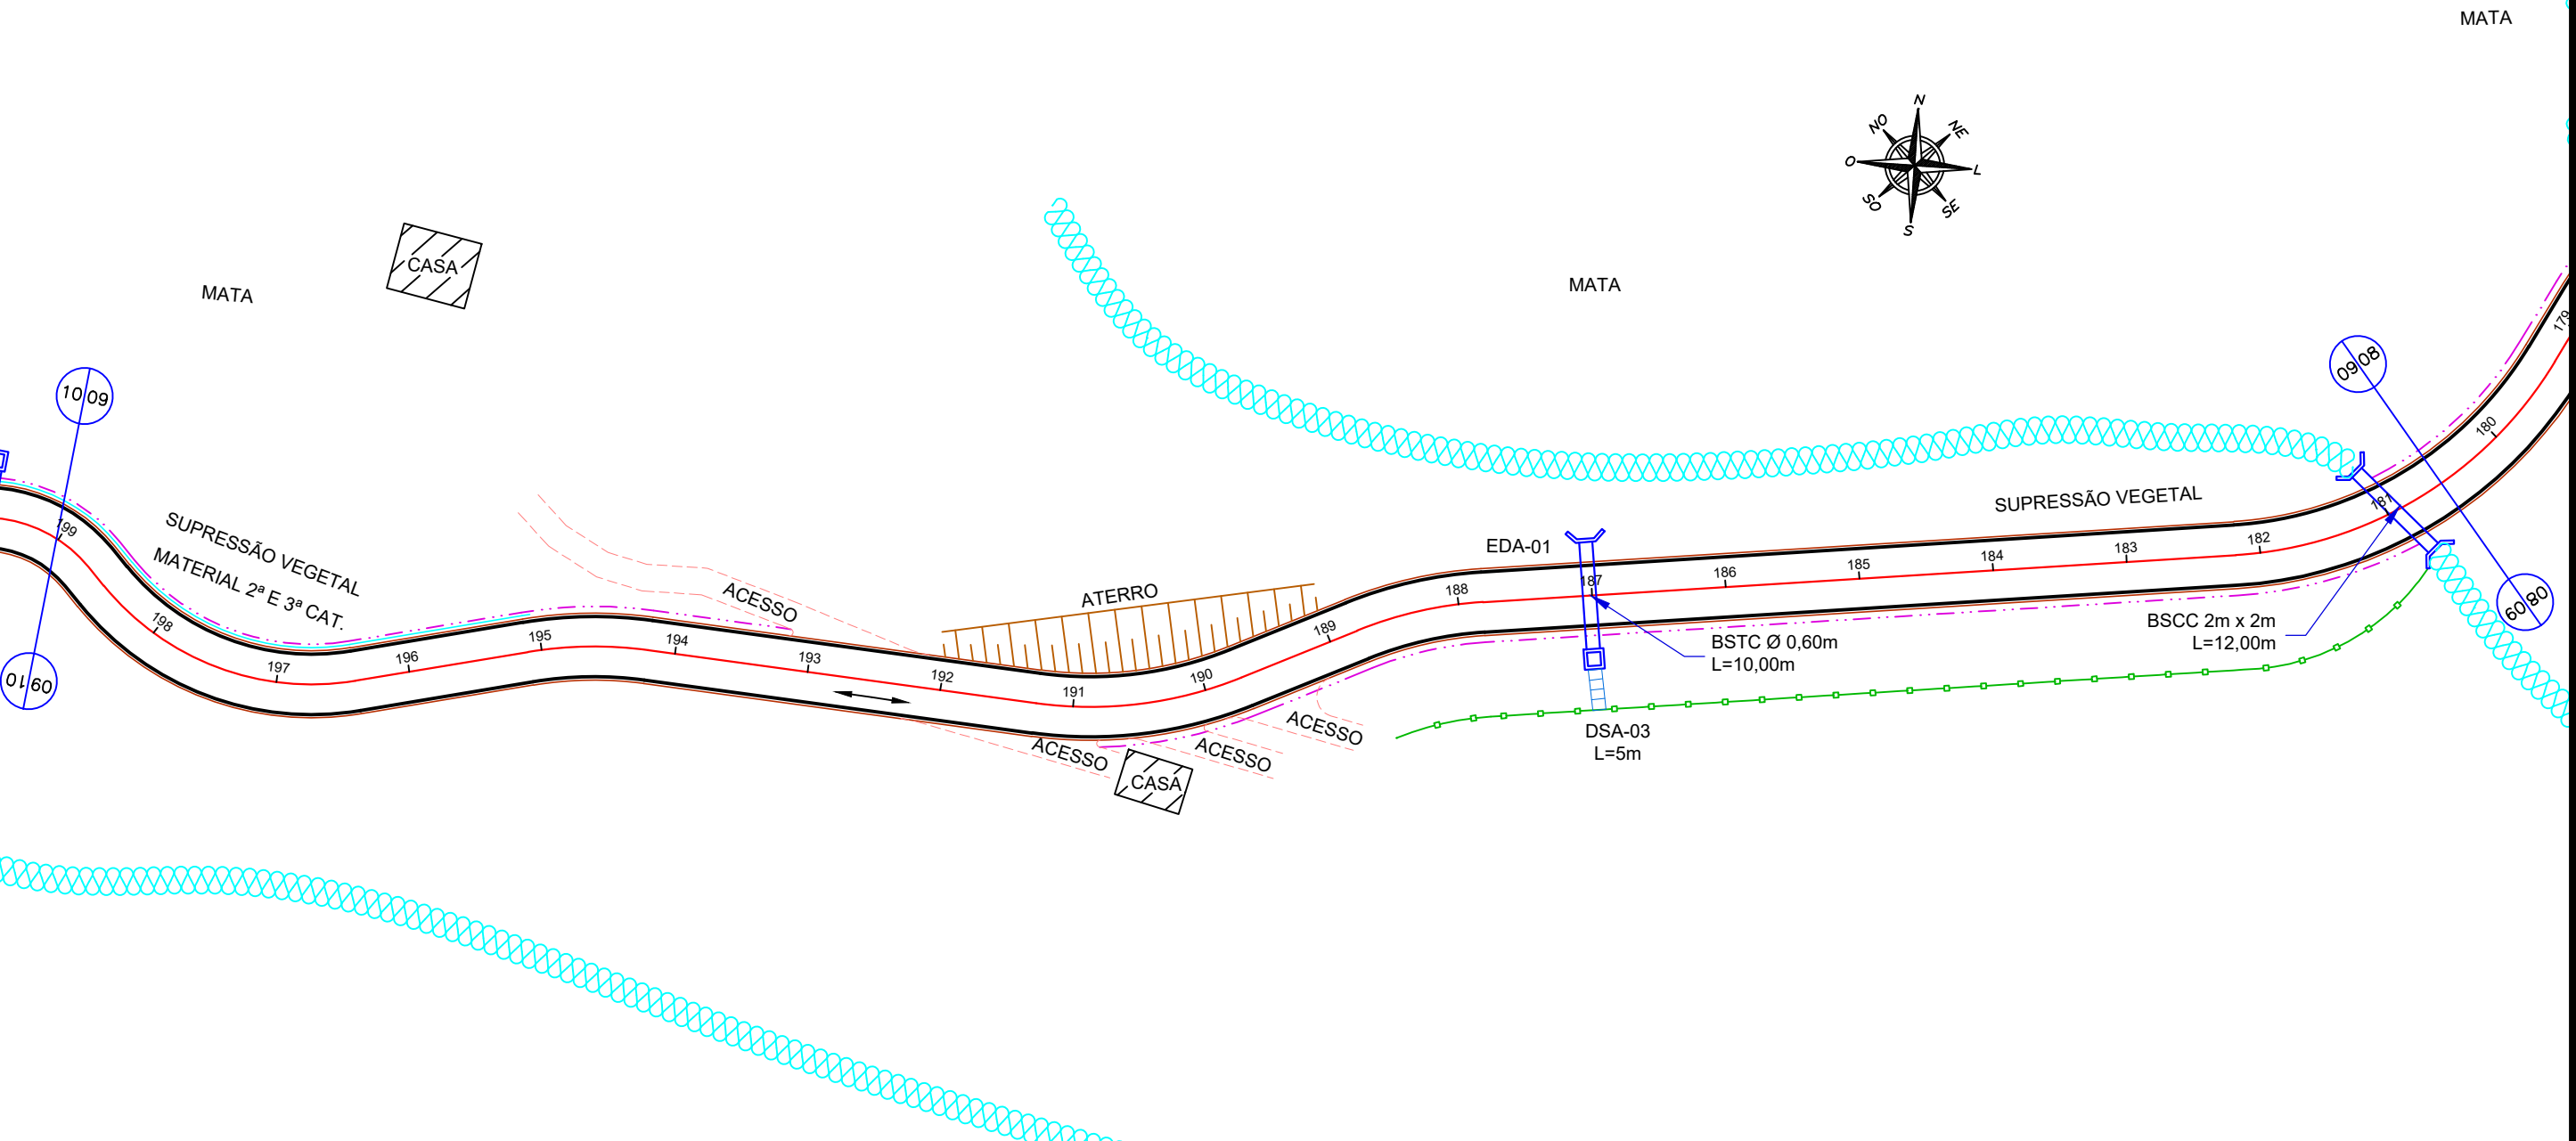 MATA
N
NO
NE
O
L
SO
SE
S
CASA
MATA
MATA
179
10 09
09 08
180
181
SUPRESSÃO VEGETAL
MATERIAL 2ª E 3ª CAT.
199
198
197
196
195
194
193
192
191
190
189
188
187
186
185
184
183
182
SUPRESSÃO VEGETAL
EDA-01
ACESSO
ATERRO
BSTC Ø 0,60m
L=10,00m
BSCC 2m x 2m
L=12,00m
09 08
09 10
ACESSO
ACESSO
ACESSO
CASA
DSA-03
L=5m